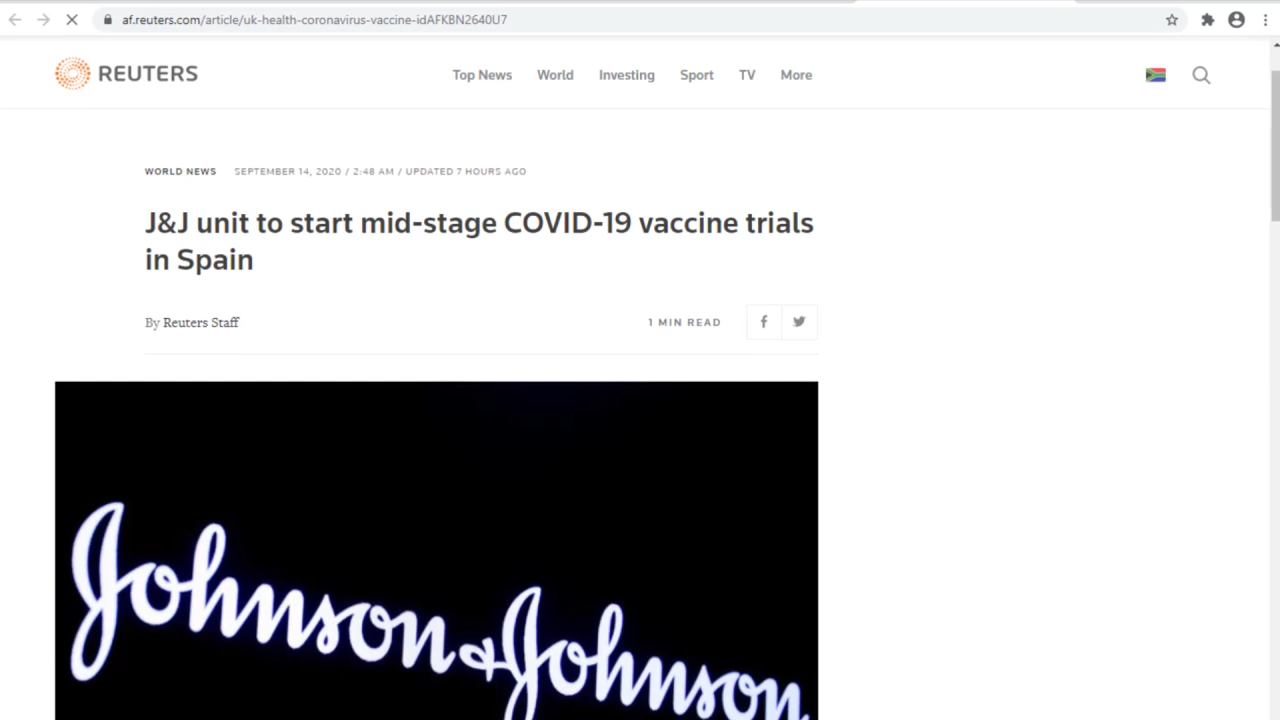 af.reuters.com/article/uk-health-coronavirus-vaccine-idAFKBN2640U7
REUTERS
Top News World Investing Sport TV More
WORLD NEWS SEPTEMBER 14, 2020 / 2:48 AM / UPDATED 7 HOURS AGO
J&J unit to start mid-stage COVID-19 vaccine trials
in Spain
By Reuters Staff
1 MIN READ
Johnson & Johnson